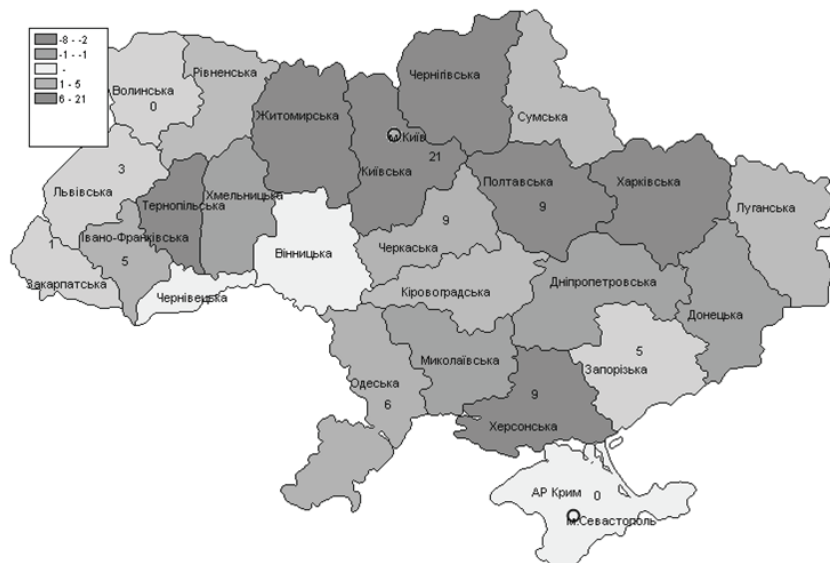 -8 - -2
-1 - -1
-
1 - 5
6 - 21
Волинська
0
Рівненська
Житомирська
Чернігівська
Сумська
м.Київ
21
Київська
3
Львівська
Тернопільська
Хмельницька
Полтавська
9
Харківська
Луганська
1
Івано-Франківська
5
Закарпатська
Вінницька
9
Черкаська
Чернівецька
Кіровоградська
Дніпропетровська
Донецька
Миколаївська
5
Запорізька
Одеська
6
9
Херсонська
АР Крим
0
м.Севастополь